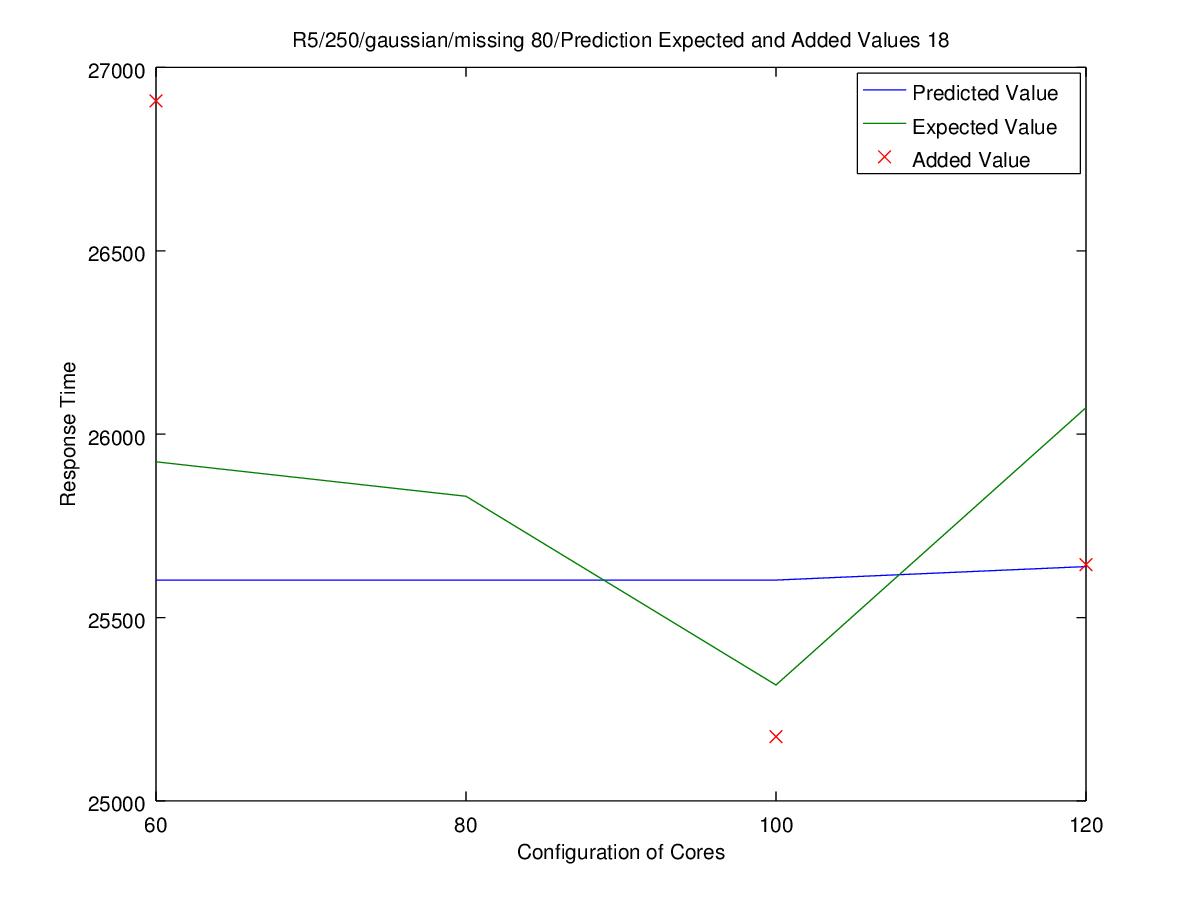 R5/250/gaussian/missing 80/Prediction Expected and Added Values 18
27000
26500
26000
25500
25000
Response Time
60
80
100
120
Configuration of Cores
Predicted Value
Expected Value
Added Value